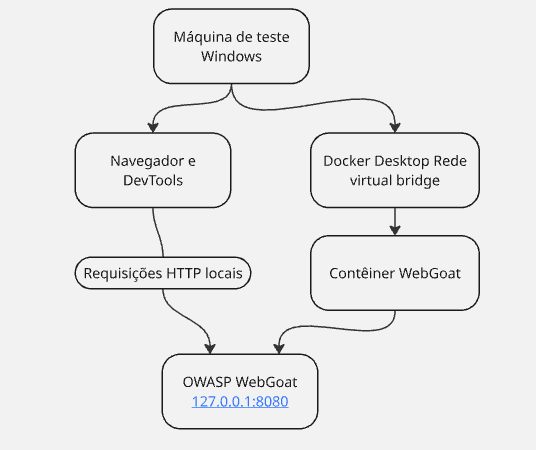 Máquina de teste
Windows
Navegador e
DevTools
Docker Desktop Rede
virtual bridge
Requisições HTTP locais
Contêiner WebGoat
OWASP WebGoat
127.0.0.1:8080